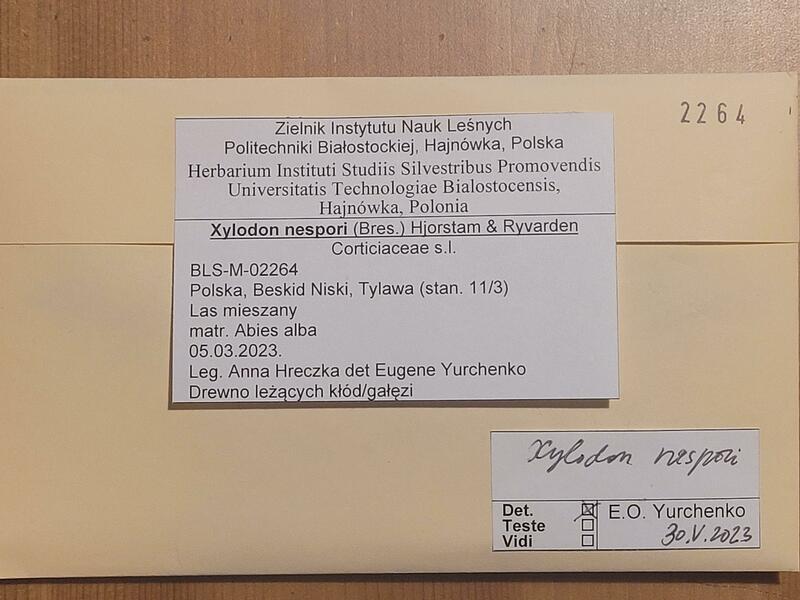 2264
Zielnik Instytutu Nauk Leśnych
Politechniki Białostockiej, Hajnówka, Polska
Herbarium Instituti Studiis Silvestribus Promovendis
Universitatis Technologiae Bialostocensis,
Hajnówka, Polonia
Xylodon nespori (Bres.) Hjorstam & Ryvarden
Corticiaceae s.l.
BLS-M-02264
Polska, Beskid Niski, Tylawa (stan. 11/3)
Las mieszany
matr. Abies alba
05.03.2023.
Leg. Anna Hreczka det Eugene Yurchenko
Drewno leżących kłód/gałęzi
Xylodon nespori
Det. ☒ E.O. Yurchenko
Teste ☐
Vidi ☐ 30.V.2023